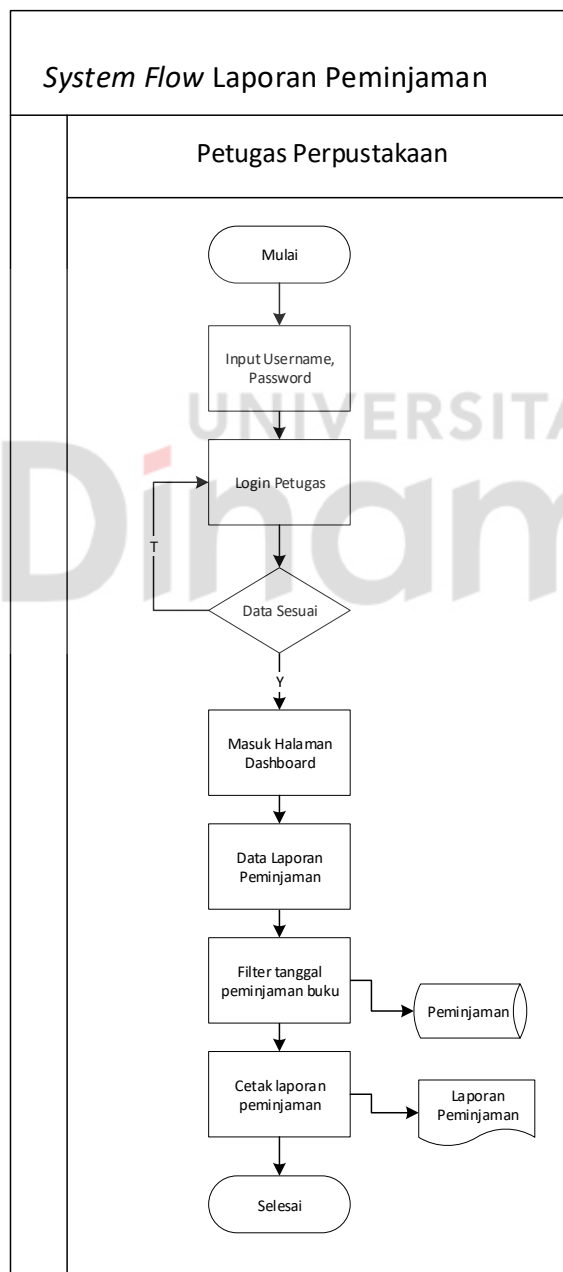 System Flow Laporan Peminjaman
Petugas Perpustakaan
Mulai
Input Username,
Password
UNIVERSITA
Dinam
Login Petugas
T
Data Sesuai
Y
Masuk Halaman
Dashboard
Data Laporan
Peminjaman
Filter tanggal
peminjaman buku
Peminjaman
Cetak laporan
peminjaman
Laporan
Peminjaman
Selesai